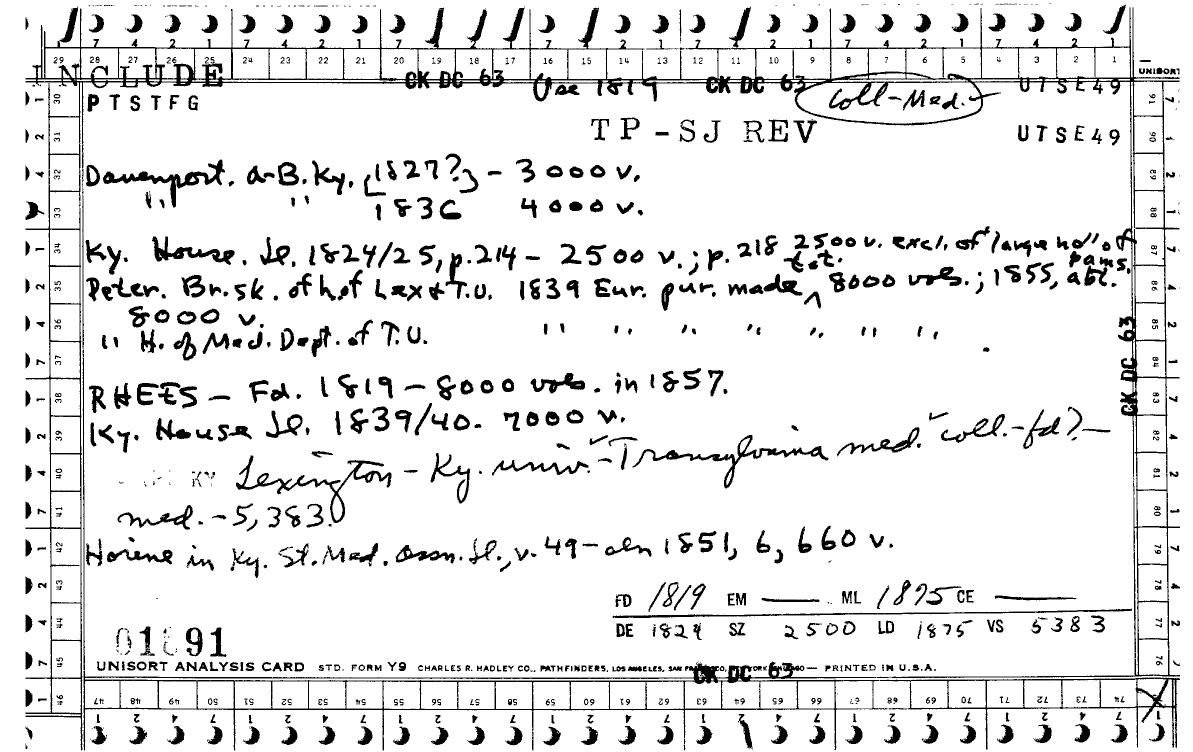 INCLUDE
CK DC 63 Use 1819 CK DC 63 Coll-Med. UTSE49
PTSTFG
TP-SJ REV UTSE49
Davenport. a-B. Ky. [1827?] - 3000 v.
" " 1836 4000 v.
Ky. House. Jl. 1824/25, p.214 - 2500 v.; p. 218 2500 v. excl. of large no. of pams.
Peter. Br. sk. of h. of Lex & T.U. 1839 Eur. pur. made ^ tot. 8000 vols.; 1855, abt.
8000 v.
" H. of Med. Dept. of T.U. " " " " " " "
RHEES - Fd. 1819 - 8000 vols. in 1857.
Ky. House Jl. 1839/40. 7000 v.
KY Lexington - Ky. univ. - Transylvania med. coll. - fd? -
med. - 5,383.
Horine in Ky. St. Med. Assn. Jl., v. 49 - 1851, 6,660 v.
FD 1819 EM — ML 1875 CE —
DE 1824 SZ 2500 LD 1875 VS 5383
01891
UNISORT ANALYSIS CARD STD. FORM Y9 CHARLES R. HADLEY CO., PATHFINDERS, LOS ANGELES, SAN FRANCISCO, NEW YORK, CHICAGO — PRINTED IN U.S.A.
CK DC 63
CK DC 63
UNISORT